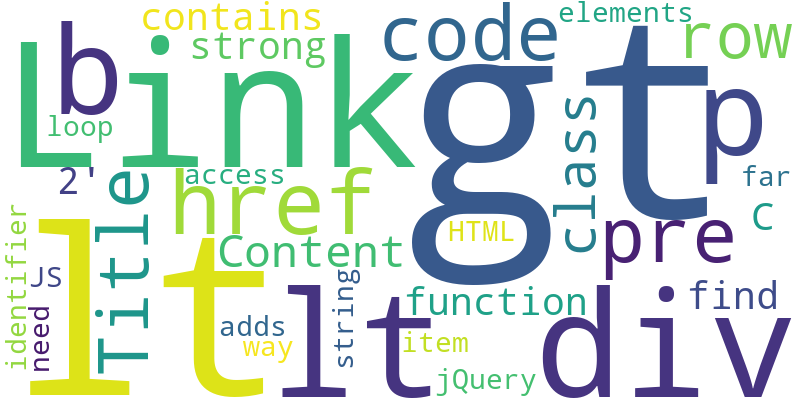 contains
elements
code
row
strong
b
Link
gt
p
loop
class
access
far
2'
href
Title
C
identifier
HTML
pre
lt
Content
JS
string
find
lt
function
div
need
adds
way
item
jQuery